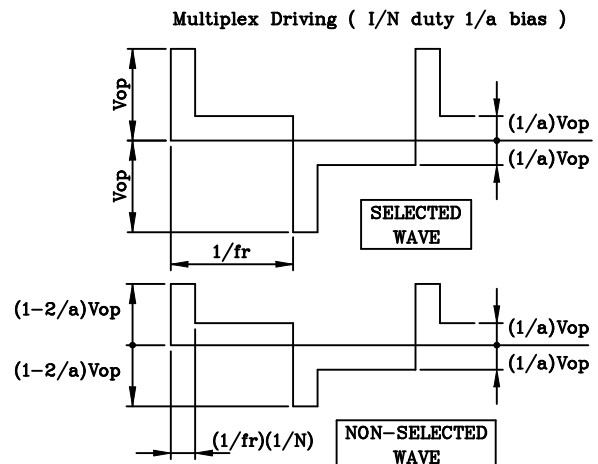 Multiplex Driving ( I/N duty 1/a bias )
Vop
(1/a)Vop
(1/a)Vop
Vop
SELECTED
WAVE
1/fr
(1-2/a)Vop
(1/a)Vop
(1-2/a)Vop
(1/a)Vop
(1/fr)(1/N)
NON-SELECTED
WAVE